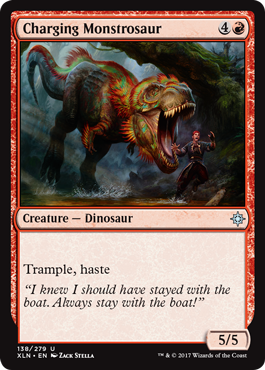 Charging Monstrosaur 4
Creature — Dinosaur
Trample, haste
“I knew I should have stayed with the
boat. Always stay with the boat!”
5/5
138/279 U
XLN • EN Zack Stella
™ & © 2017 Wizards of the Coast